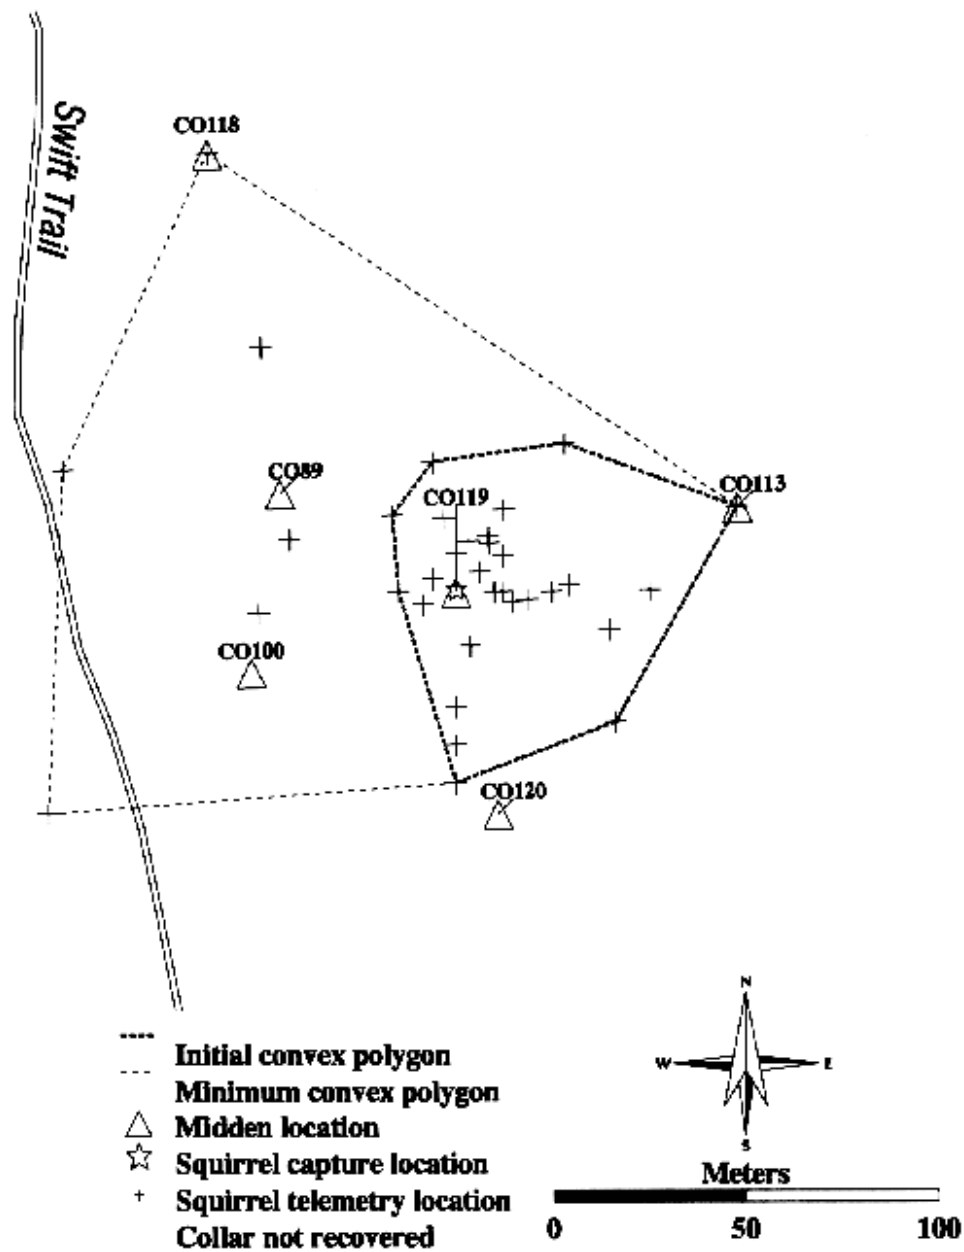 CO118
Swift Trail
CO89
CO119
CO113
CO100
CO120
N
W E
S
Initial convex polygon
Minimum convex polygon
Midden location
Squirrel capture location
Squirrel telemetry location
Collar not recovered
Meters
0 50 100